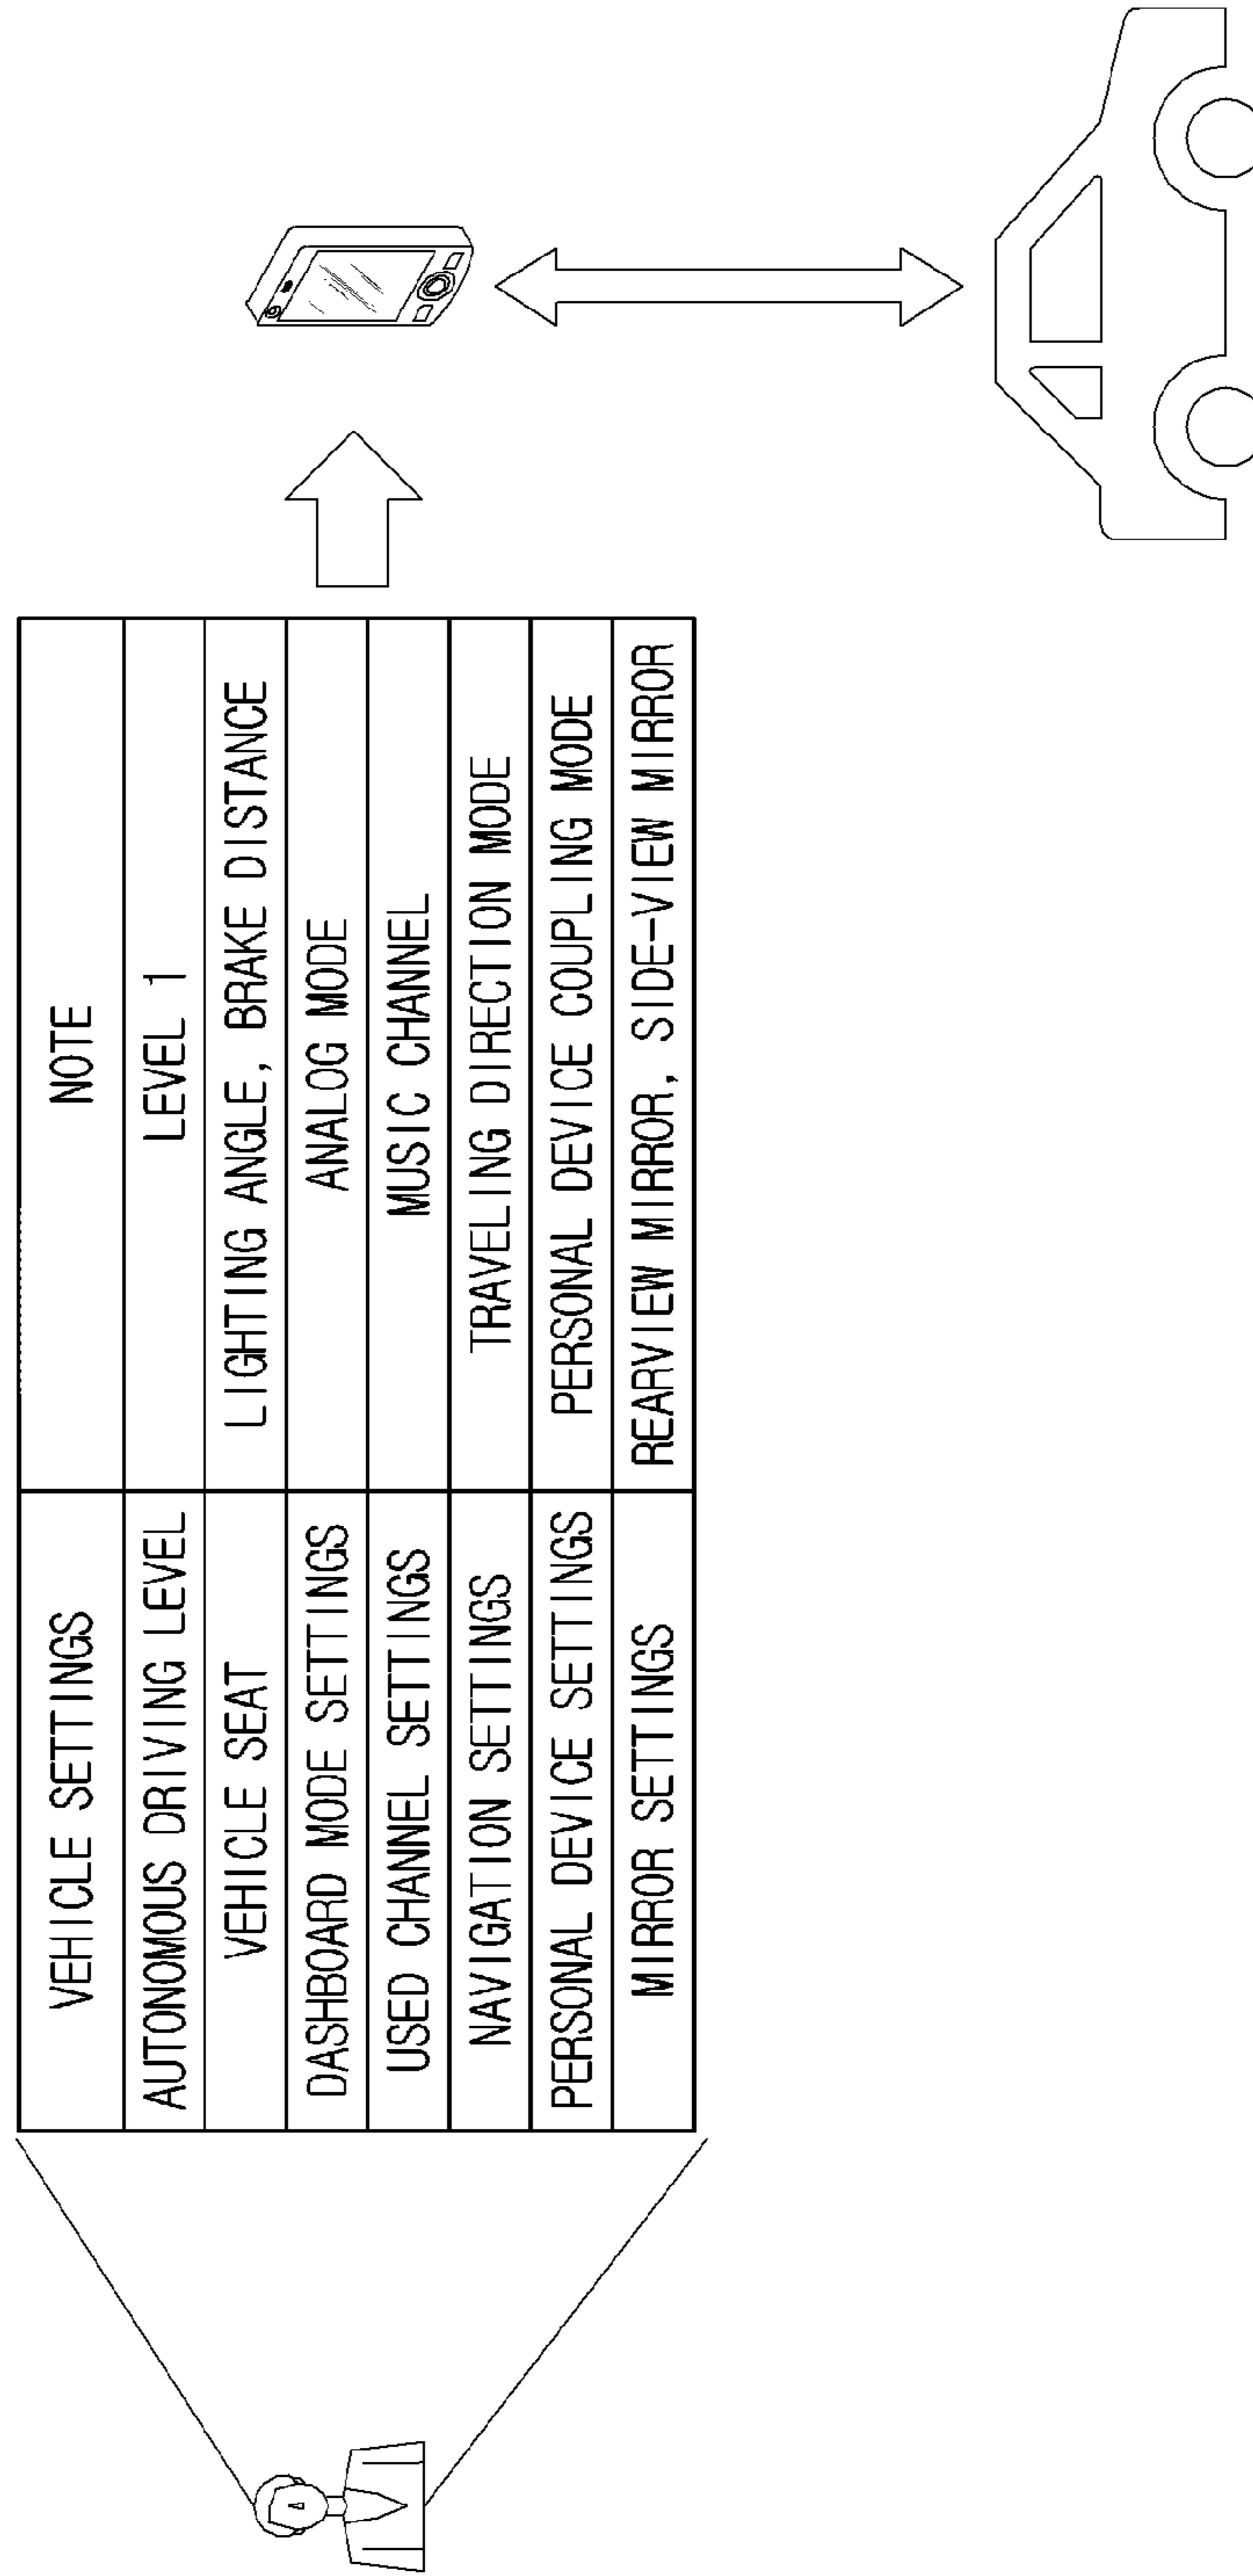 VEHICLE SETTINGS NOTE
AUTONOMOUS DRIVING LEVEL LEVEL 1
VEHICLE SEAT LIGHTING ANGLE, BRAKE DISTANCE
DASHBOARD MODE SETTINGS ANALOG MODE
USED CHANNEL SETTINGS MUSIC CHANNEL
NAVIGATION SETTINGS TRAVELING DIRECTION MODE
PERSONAL DEVICE SETTINGS PERSONAL DEVICE COUPLING MODE
MIRROR SETTINGS REARVIEW MIRROR, SIDE-VIEW MIRROR